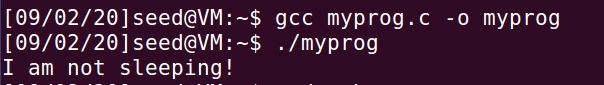 [09/02/20]seed@VM:~$ gcc myprog.c -o myprog
[09/02/20]seed@VM:~$ ./myprog
I am not sleeping!